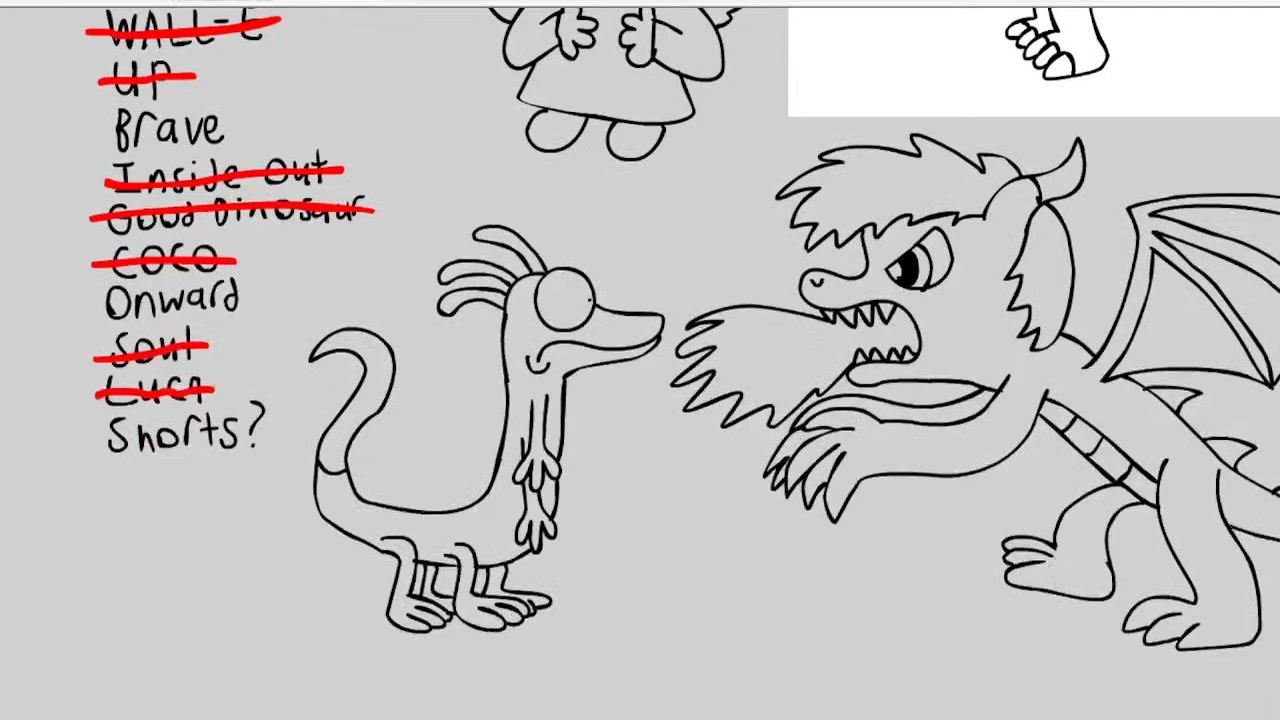 WALL-E
UP
Brave
Inside Out
Good Dinosaur
COCO
Onward
Soul
Luca
Shorts?